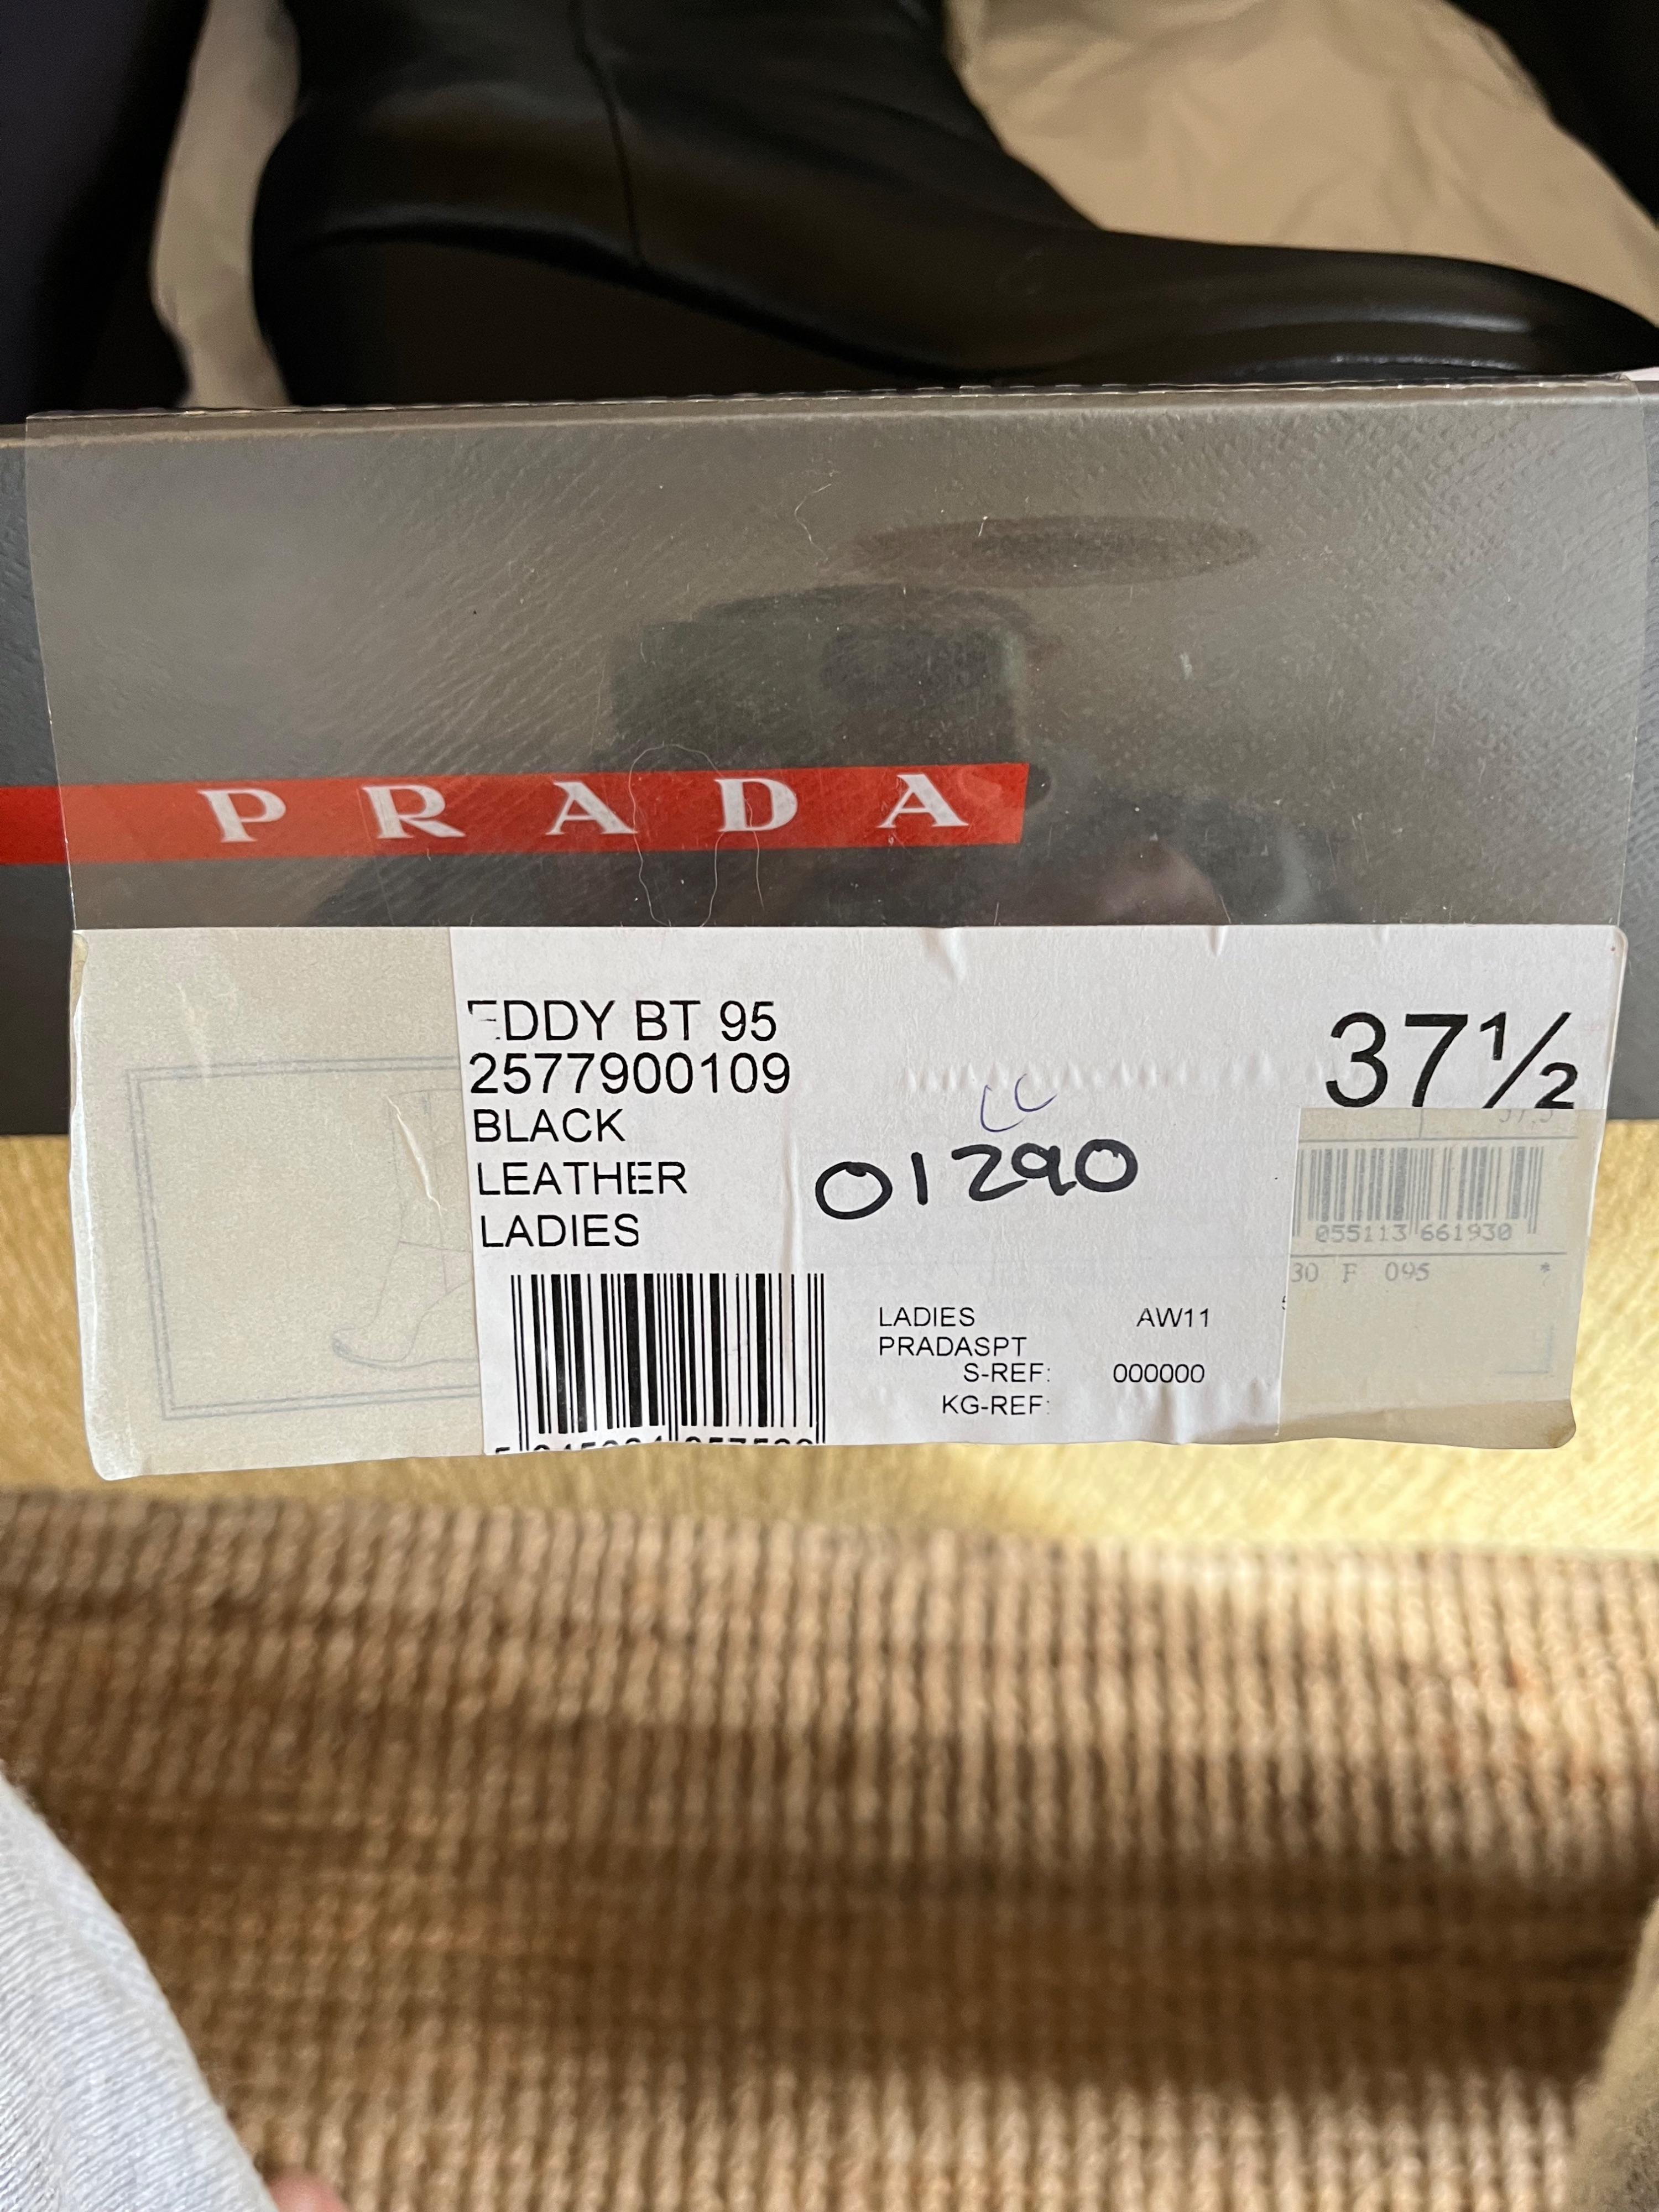 PRADA
EDDY BT 95
2577900109
BLACK
LEATHER
LADIES
37½
01290
055113 661930
30 F 095 *
LADIES AW11
PRADASPT
S-REF: 000000
KG-REF: